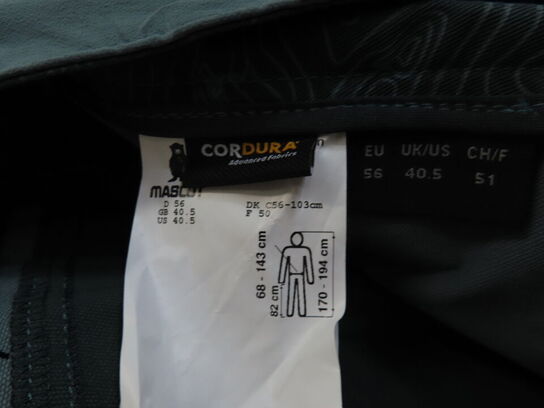 CORDURA
Advanced Fabrics
MASCOT
D 56
GB 40.5
US 40.5
DK C56-103cm
F 50
68 - 143 cm
82 cm
170 - 194 cm
EU UK/US CH/F
56 40.5 51